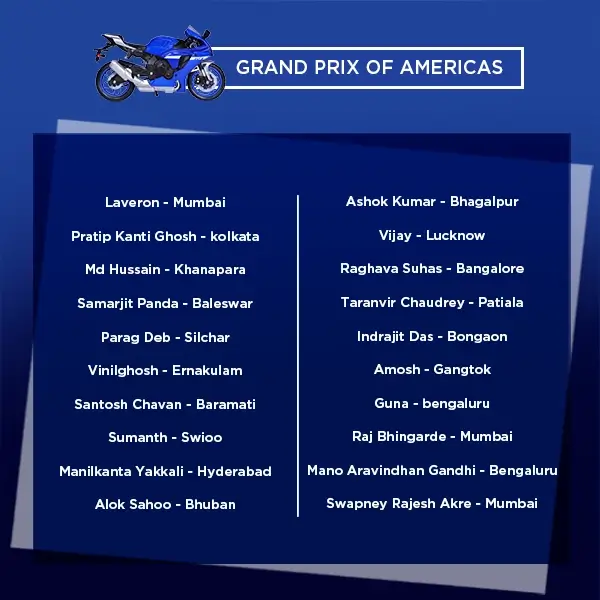 GRAND PRIX OF AMERICAS
Laveron - Mumbai
Pratip Kanti Ghosh - kolkata
Md Hussain - Khanapara
Samarjit Panda - Baleswar
Parag Deb - Silchar
Vinilghosh - Ernakulam
Santosh Chavan - Baramati
Sumanth - Swioo
Manilkanta Yakkali - Hyderabad
Alok Sahoo - Bhuban
Ashok Kumar - Bhagalpur
Vijay - Lucknow
Raghava Suhas - Bangalore
Taranvir Chaudrey - Patiala
Indrajit Das - Bongaon
Amosh - Gangtok
Guna - bengaluru
Raj Bhingarde - Mumbai
Mano Aravindhan Gandhi - Bengaluru
Swapney Rajesh Akre - Mumbai